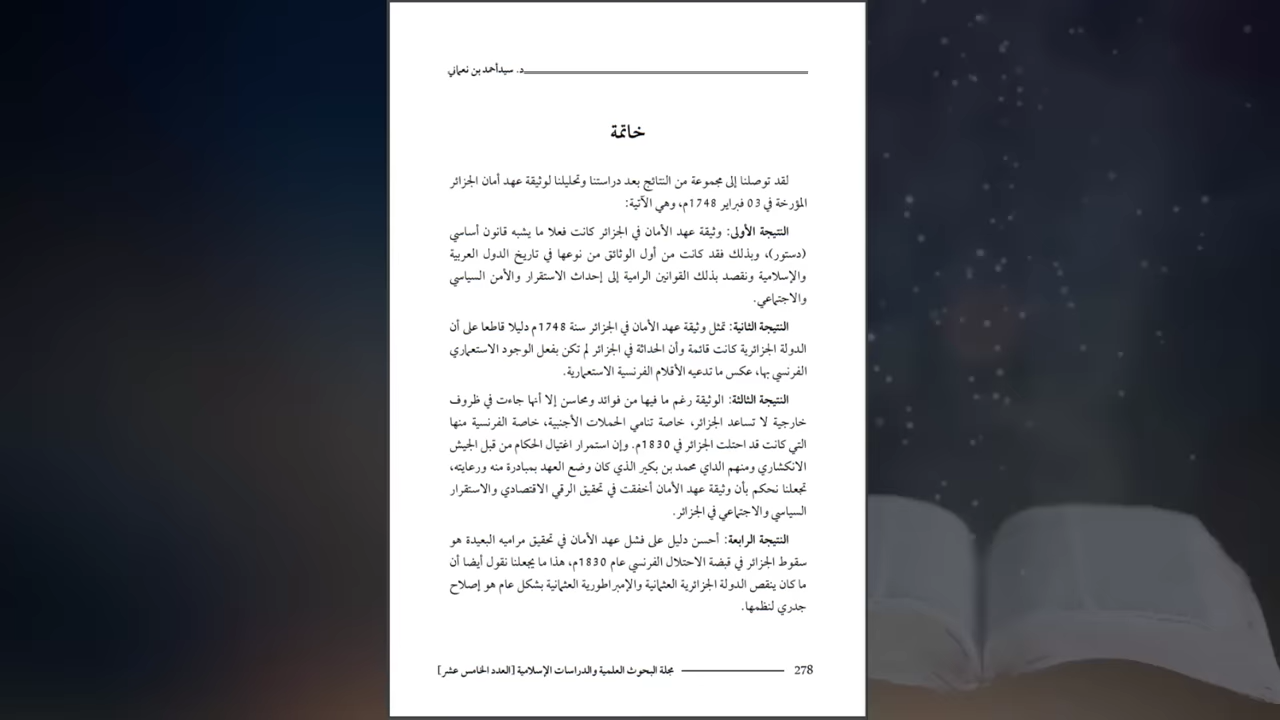 د. سيدأحمد بن نعماني
خاتمة
لقد توصلنا إلى مجموعة من النتائج بعد دراستنا وتحليلنا لوثيقة عهد أمان الجزائر
المؤرخة في 03 فبراير 1748م، وهي الآتية:
النتيجة الأولى: وثيقة عهد الأمان في الجزائر كانت فعلا ما يشبه قانون أساسي
(دستور)، وبذلك فقد كانت من أول الوثائق من نوعها في تاريخ الدول العربية
والإسلامية ونقصد بذلك القوانين الرامية إلى إحداث الاستقرار والأمن السياسي
والاجتماعي.
النتيجة الثانية: تمثل وثيقة عهد الأمان في الجزائر سنة 1748م دليلا قاطعا على أن
الدولة الجزائرية كانت قائمة وأن الحداثة في الجزائر لم تكن بفعل الوجود الاستعماري
الفرنسي بها، عكس ما تدعيه الأقلام الفرنسية الاستعمارية.
النتيجة الثالثة: الوثيقة رغم ما فيها من فوائد ومحاسن إلا أنها جاءت في ظروف
خارجية لا تساعد الجزائر، خاصة تنامي الحملات الأجنبية، خاصة الفرنسية منها
التي كانت قد احتلت الجزائر في 1830م. وإن استمرار اغتيال الحكام من قبل الجيش
الانكشاري ومنهم الداي محمد بن بكير الذي كان وضع العهد بمبادرة منه ورعايته،
تجعلنا نحكم بأن وثيقة عهد الأمان أخفقت في تحقيق الرقي الاقتصادي والاستقرار
السياسي والاجتماعي في الجزائر.
النتيجة الرابعة: أحسن دليل على فشل عهد الأمان في تحقيق مراميه البعيدة هو
سقوط الجزائر في قبضة الاحتلال الفرنسي عام 1830م، هذا ما يجعلنا نقول أيضا أن
ما كان ينقص الدولة الجزائرية العثمانية والإمبراطورية العثمانية بشكل عام هو إصلاح
جدري لنظمها.
278 مجلة البحوث العلمية والدراسات الإسلامية [العدد الخامس عشر]